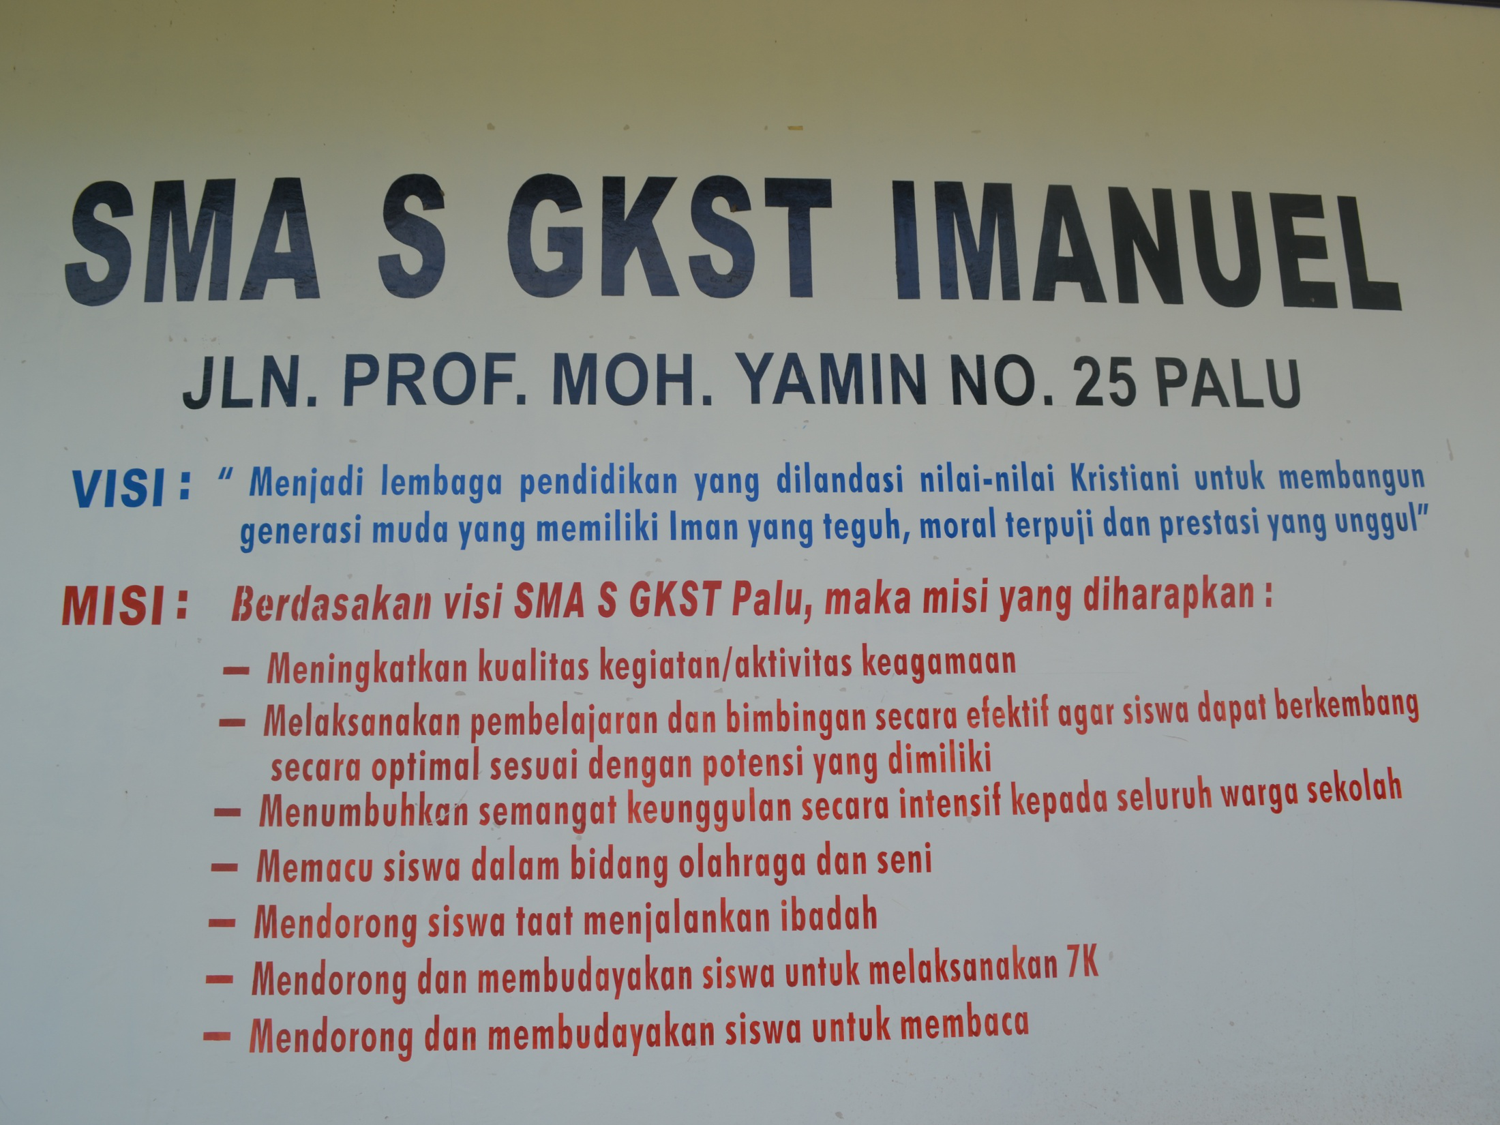 SMA S GKST IMANUEL
JLN. PROF. MOH. YAMIN NO. 25 PALU
VISI : “ Menjadi lembaga pendidikan yang dilandasi nilai-nilai Kristiani untuk membangun
generasi muda yang memiliki Iman yang teguh, moral terpuji dan prestasi yang unggul”
MISI : Berdasakan visi SMA S GKST Palu, maka misi yang diharapkan :
– Meningkatkan kualitas kegiatan/aktivitas keagamaan
– Melaksanakan pembelajaran dan bimbingan secara efektif agar siswa dapat berkembang
secara optimal sesuai dengan potensi yang dimiliki
– Menumbuhkan semangat keunggulan secara intensif kepada seluruh warga sekolah
– Memacu siswa dalam bidang olahraga dan seni
– Mendorong siswa taat menjalankan ibadah
– Mendorong dan membudayakan siswa untuk melaksanakan 7K
– Mendorong dan membudayakan siswa untuk membaca